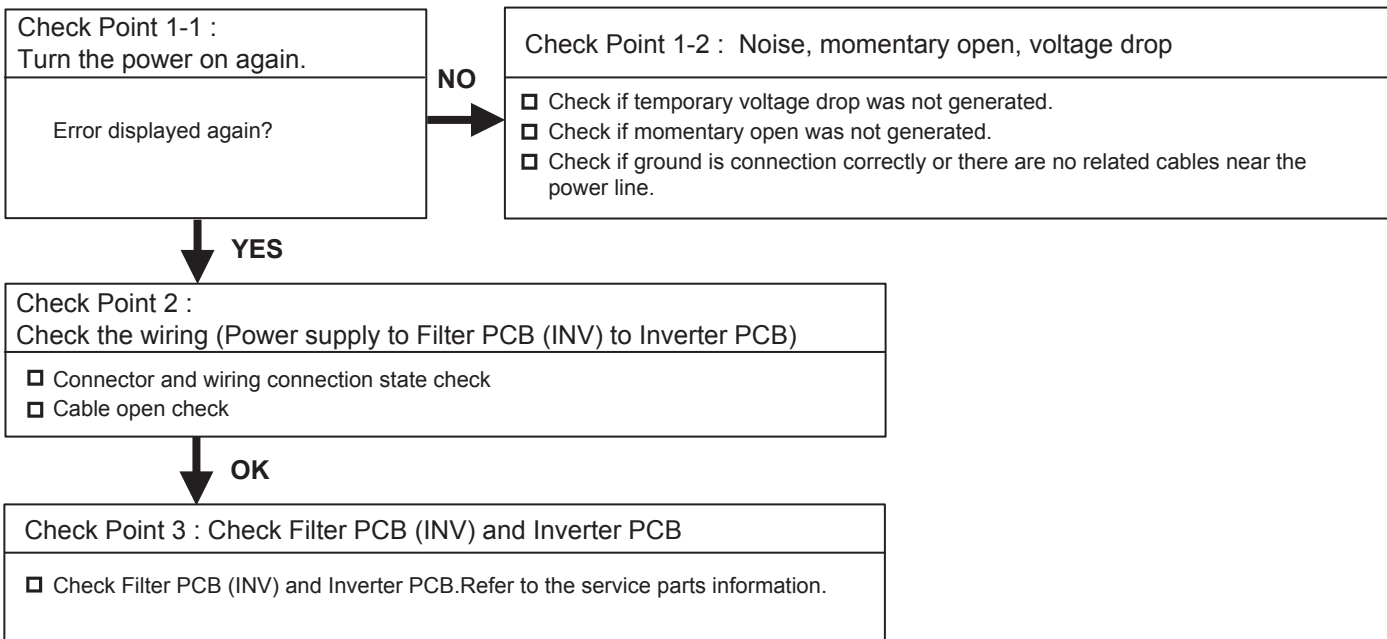 Check Point 1-1 :
Turn the power on again.
Error displayed again?
NO
Check Point 1-2 : Noise, momentary open, voltage drop
Check if temporary voltage drop was not generated.
Check if momentary open was not generated.
Check if ground is connection correctly or there are no related cables near the
power line.
YES
Check Point 2 :
Check the wiring (Power supply to Filter PCB (INV) to Inverter PCB)
Connector and wiring connection state check
Cable open check
OK
Check Point 3 : Check Filter PCB (INV) and Inverter PCB
Check Filter PCB (INV) and Inverter PCB.Refer to the service parts information.